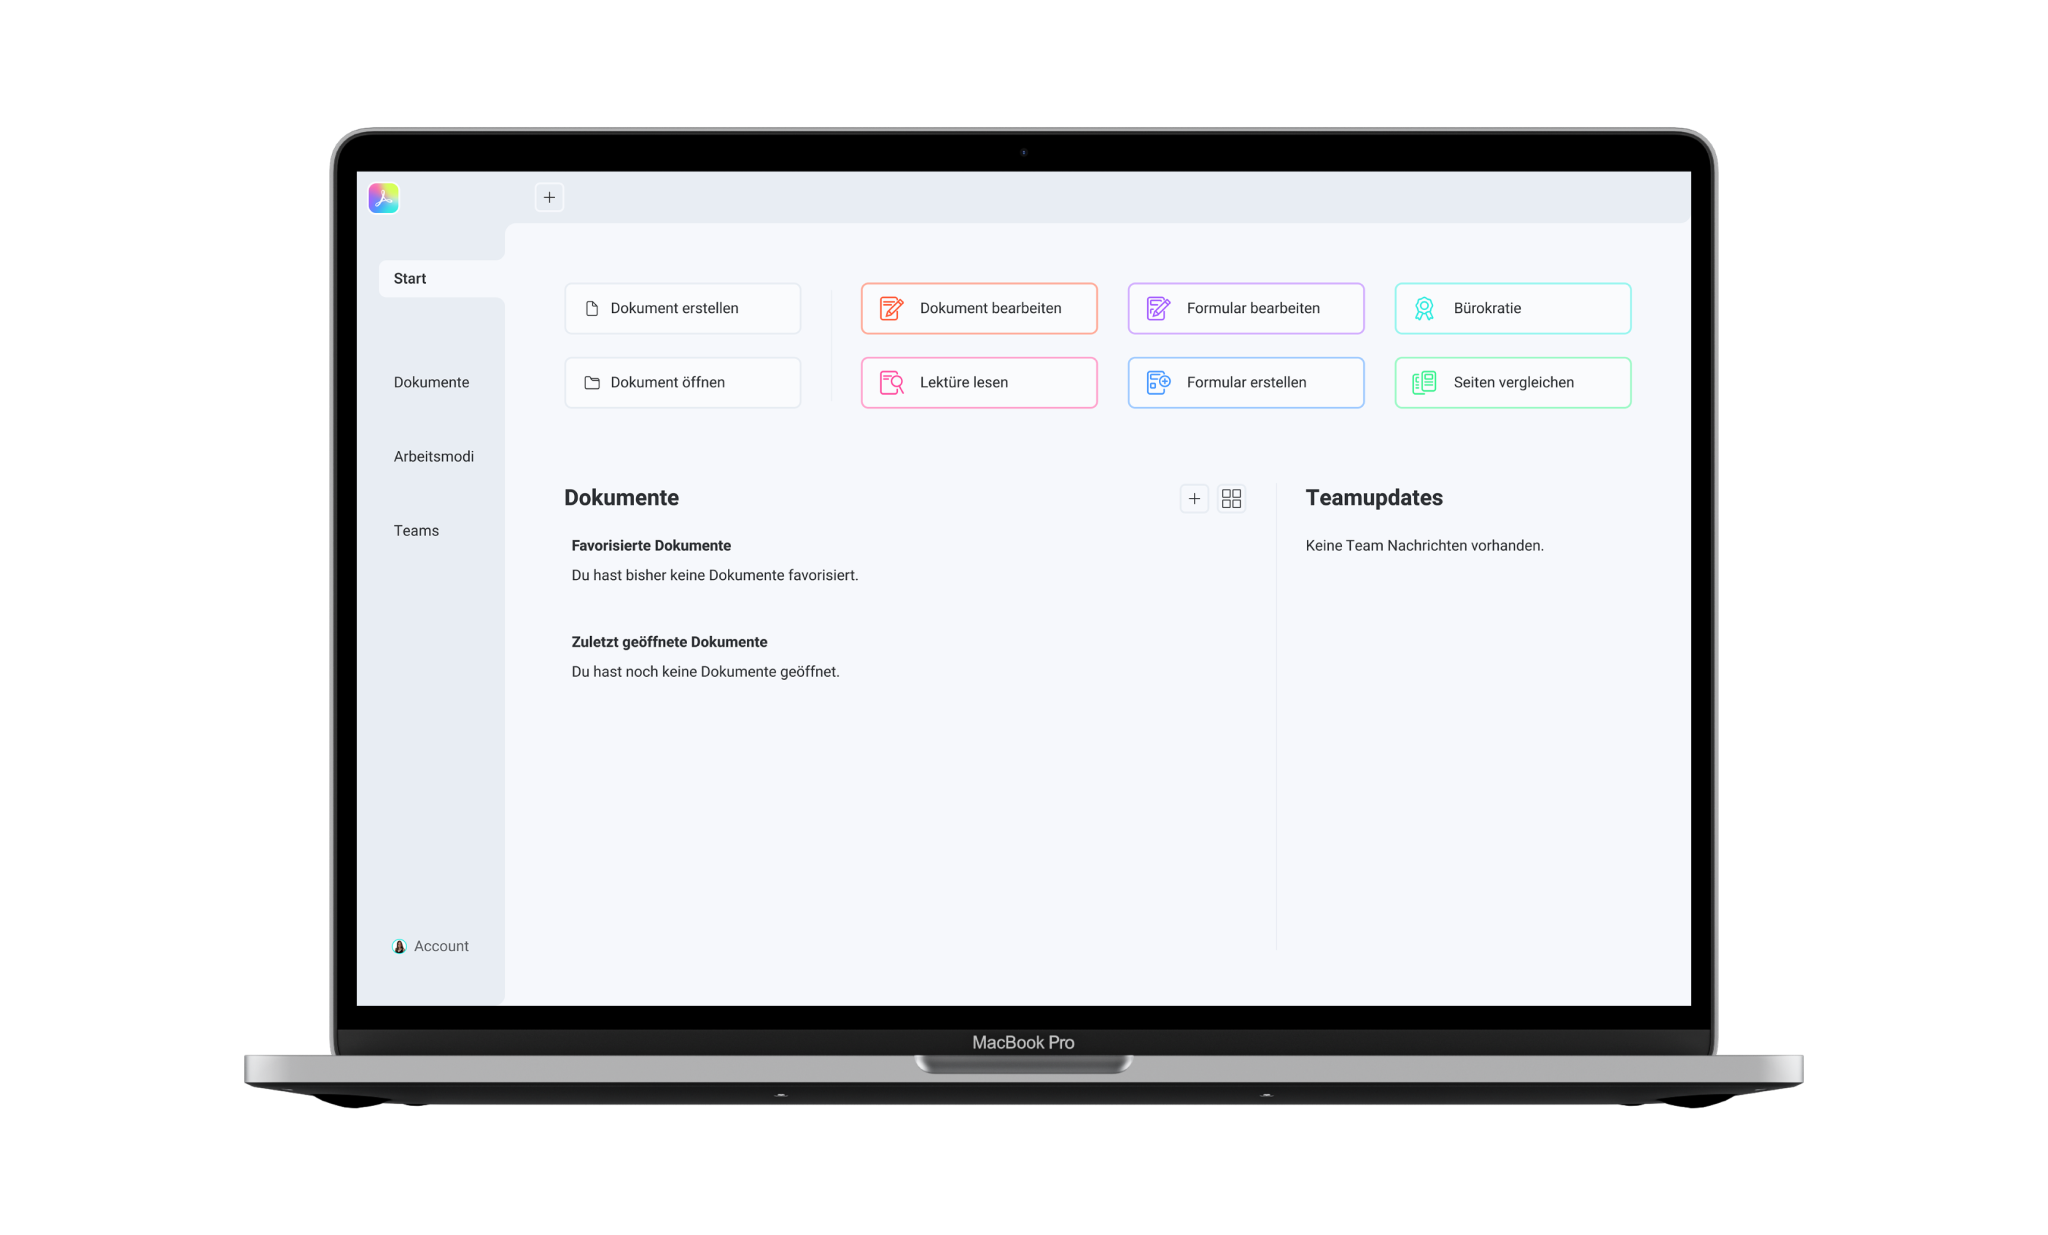 Start
Dokumente
Arbeitsmodi
Teams
Account
Dokument erstellen
Dokument bearbeiten
Formular bearbeiten
Bürokratie
Dokument öffnen
Lektüre lesen
Formular erstellen
Seiten vergleichen
Dokumente
Favorisierte Dokumente
Du hast bisher keine Dokumente favorisiert.
Zuletzt geöffnete Dokumente
Du hast noch keine Dokumente geöffnet.
Teamupdates
Keine Team Nachrichten vorhanden.
MacBook Pro